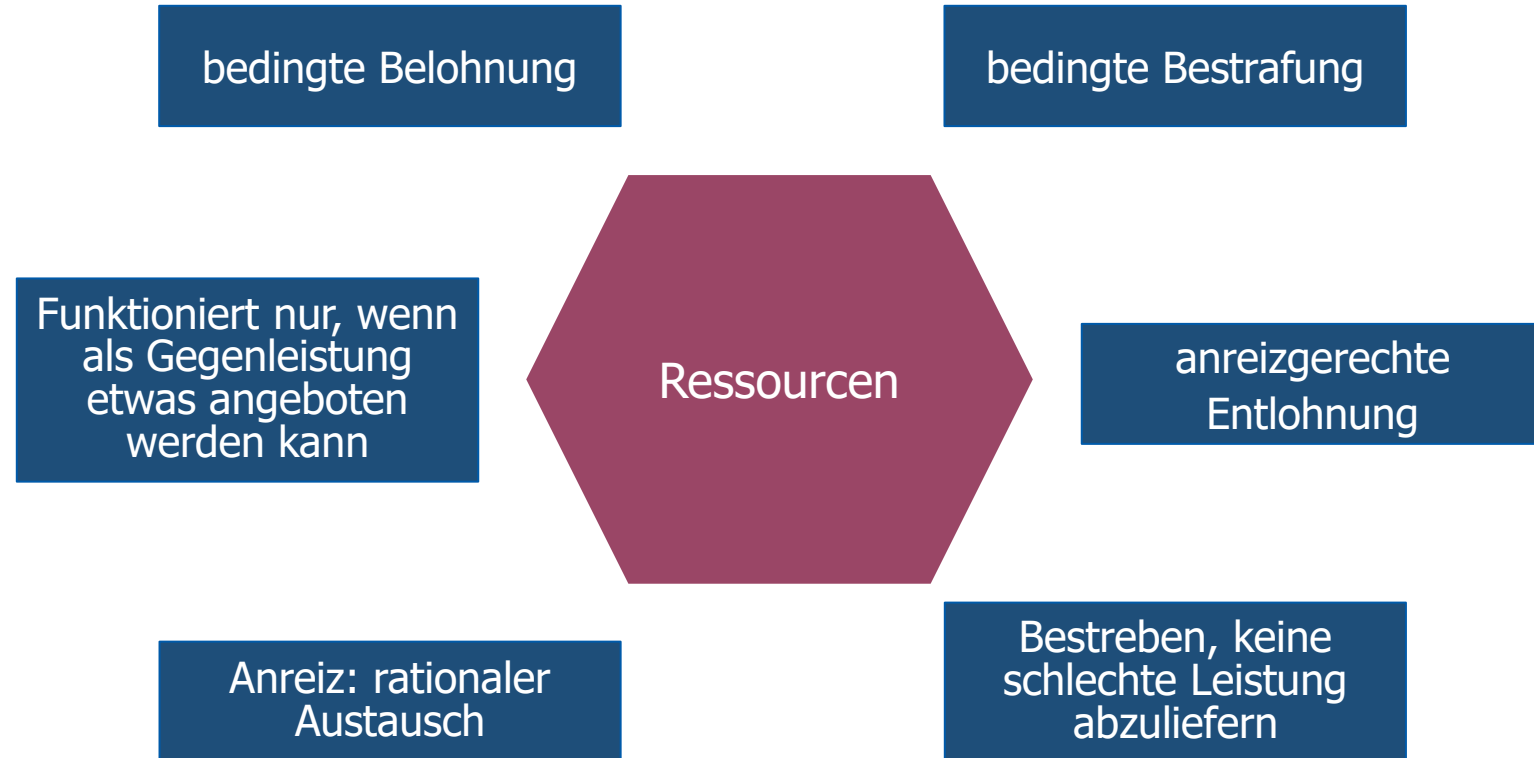 bedingte Belohnung
bedingte Bestrafung
Funktioniert nur, wenn
als Gegenleistung
etwas angeboten
werden kann
Ressourcen
anreizgerechte
Entlohnung
Anreiz: rationaler
Austausch
Bestreben, keine
schlechte Leistung
abzuliefern